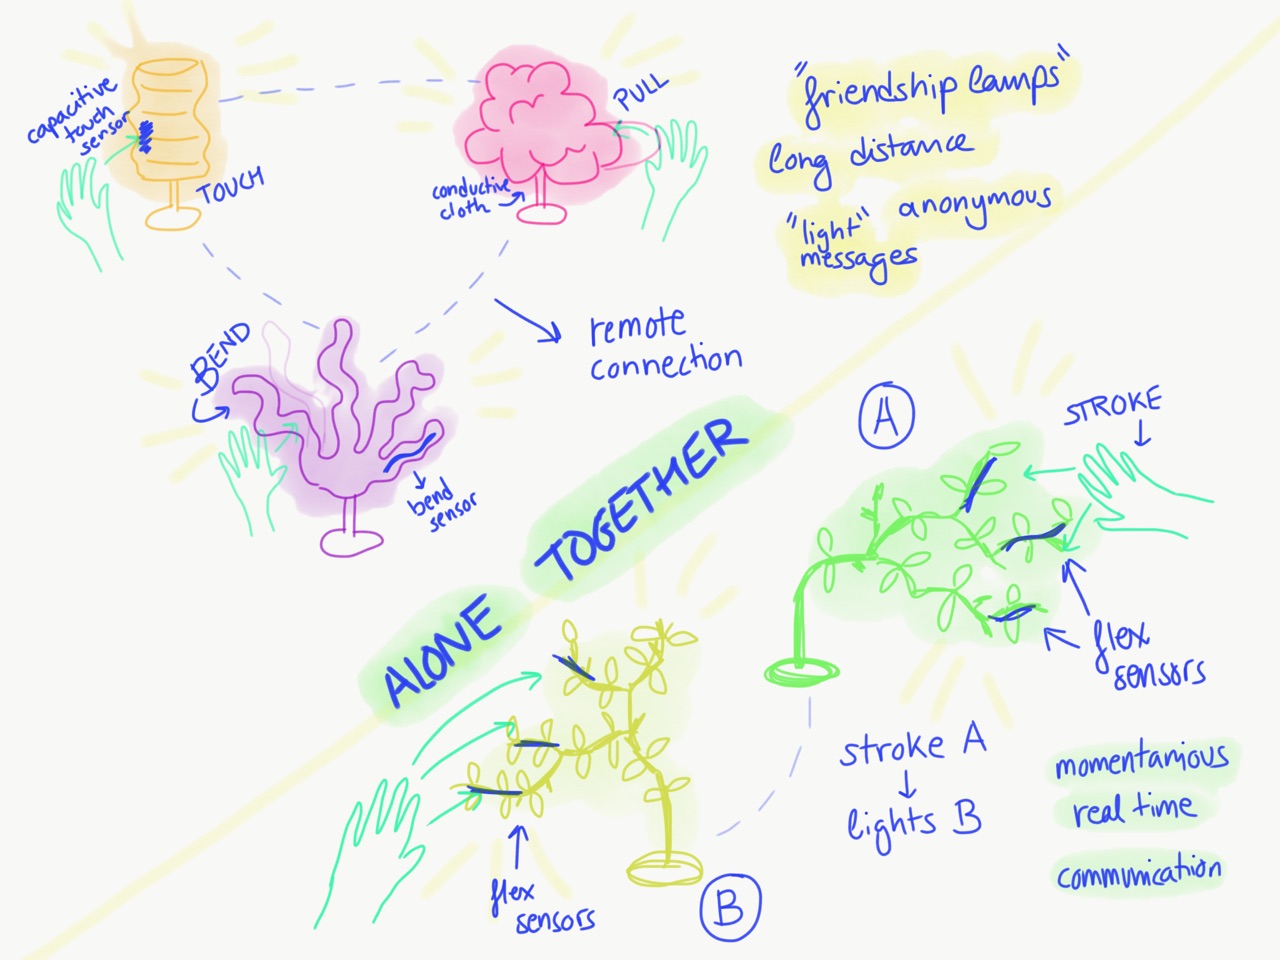 capacitive
touch
sensor
TOUCH
PULL
conductive
cloth
"friendship lamps"
long distance
anonymous
"light"
messages
remote
connection
BEND
bend
sensor
ALONE TOGETHER
A
STROKE
flex
sensors
stroke A
lights B
momentanious
real time
communication
flex
sensors
B